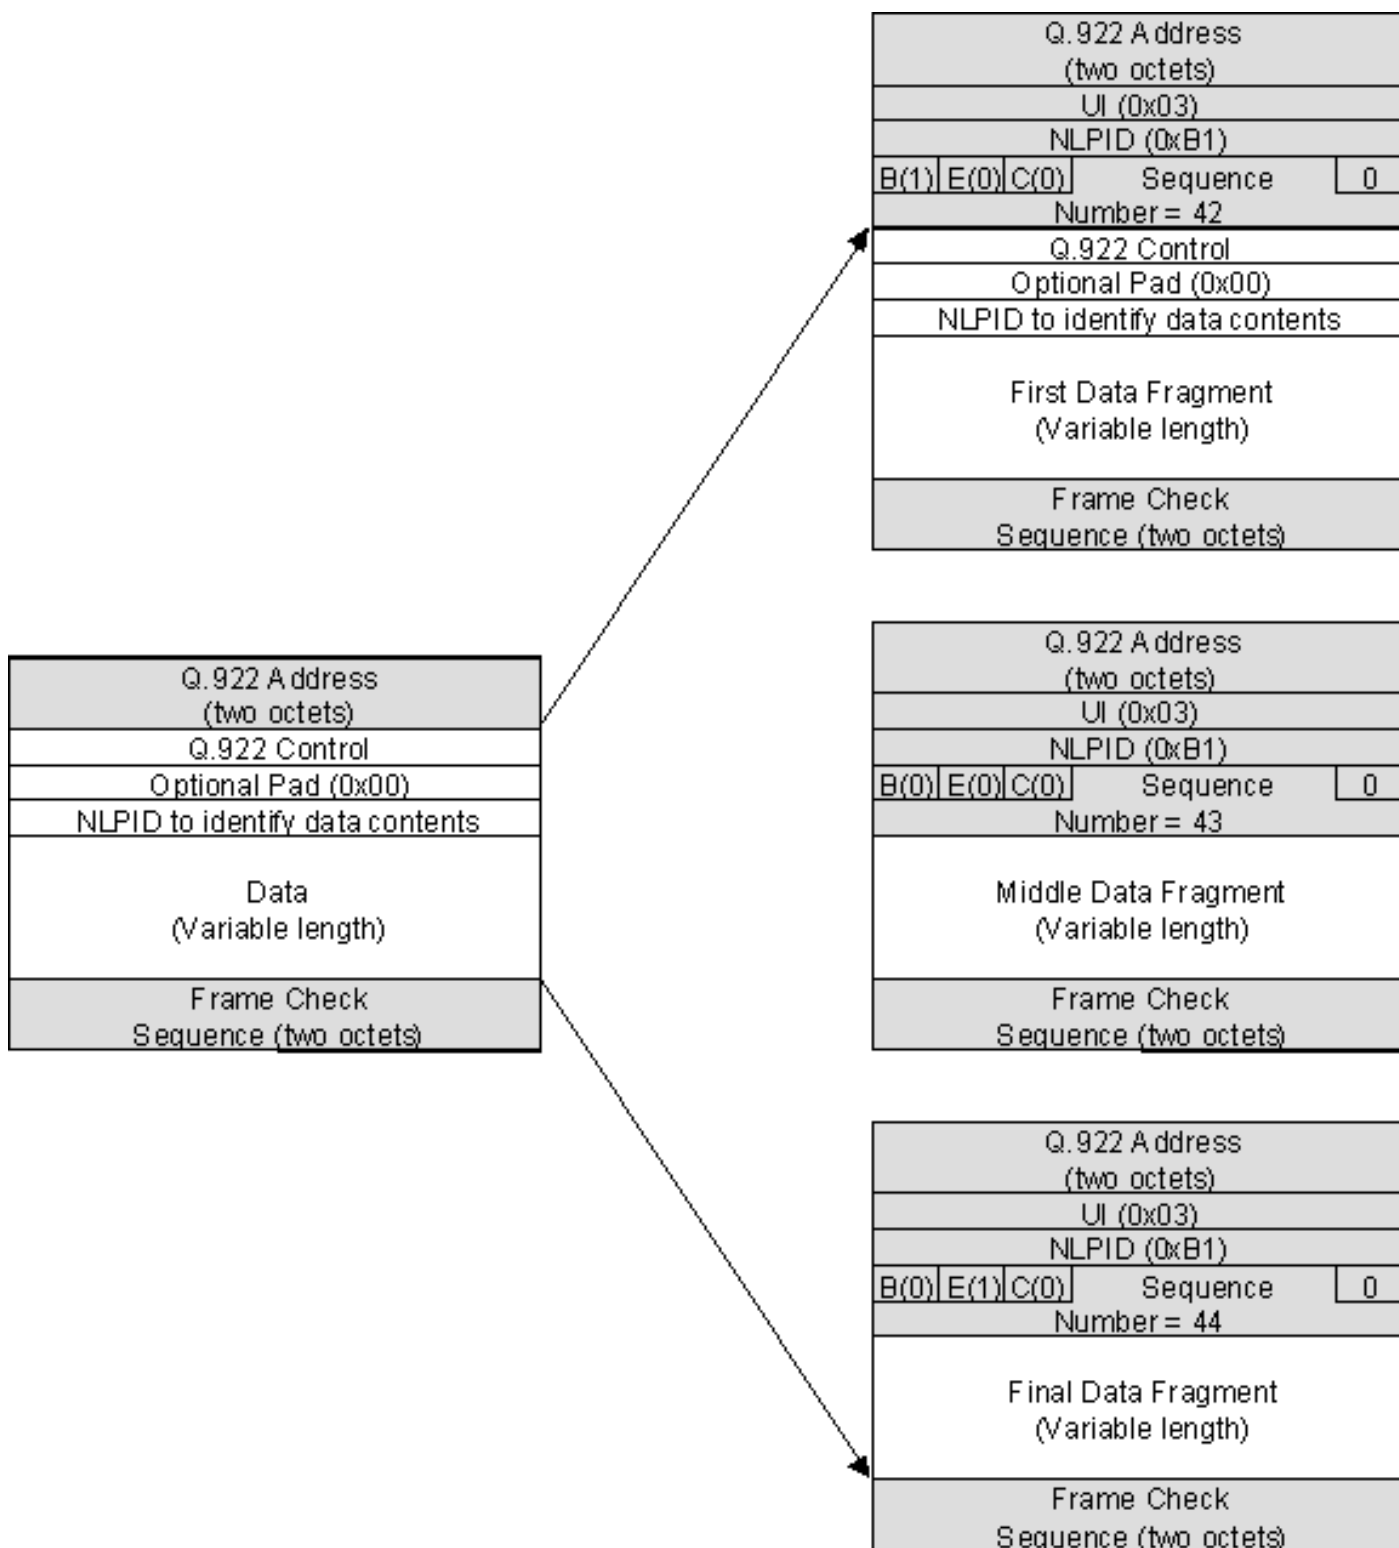 Q.922 Address
(two octets)
UI (0x03)
NLPID (0xB1)
B(1) E(0) C(0) Sequence 0
Number = 42
Q.922 Control
Optional Pad (0x00)
NLPID to identify data contents
First Data Fragment
(Variable length)
Frame Check
Sequence (two octets)
Q.922 Address
(two octets)
Q.922 Control
Optional Pad (0x00)
NLPID to identify data contents
Data
(Variable length)
Frame Check
Sequence (two octets)
Q.922 Address
(two octets)
UI (0x03)
NLPID (0xB1)
B(0) E(0) C(0) Sequence 0
Number = 43
Middle Data Fragment
(Variable length)
Frame Check
Sequence (two octets)
Q.922 Address
(two octets)
UI (0x03)
NLPID (0xB1)
B(0) E(1) C(0) Sequence 0
Number = 44
Final Data Fragment
(Variable length)
Frame Check
Sequence (two octets)